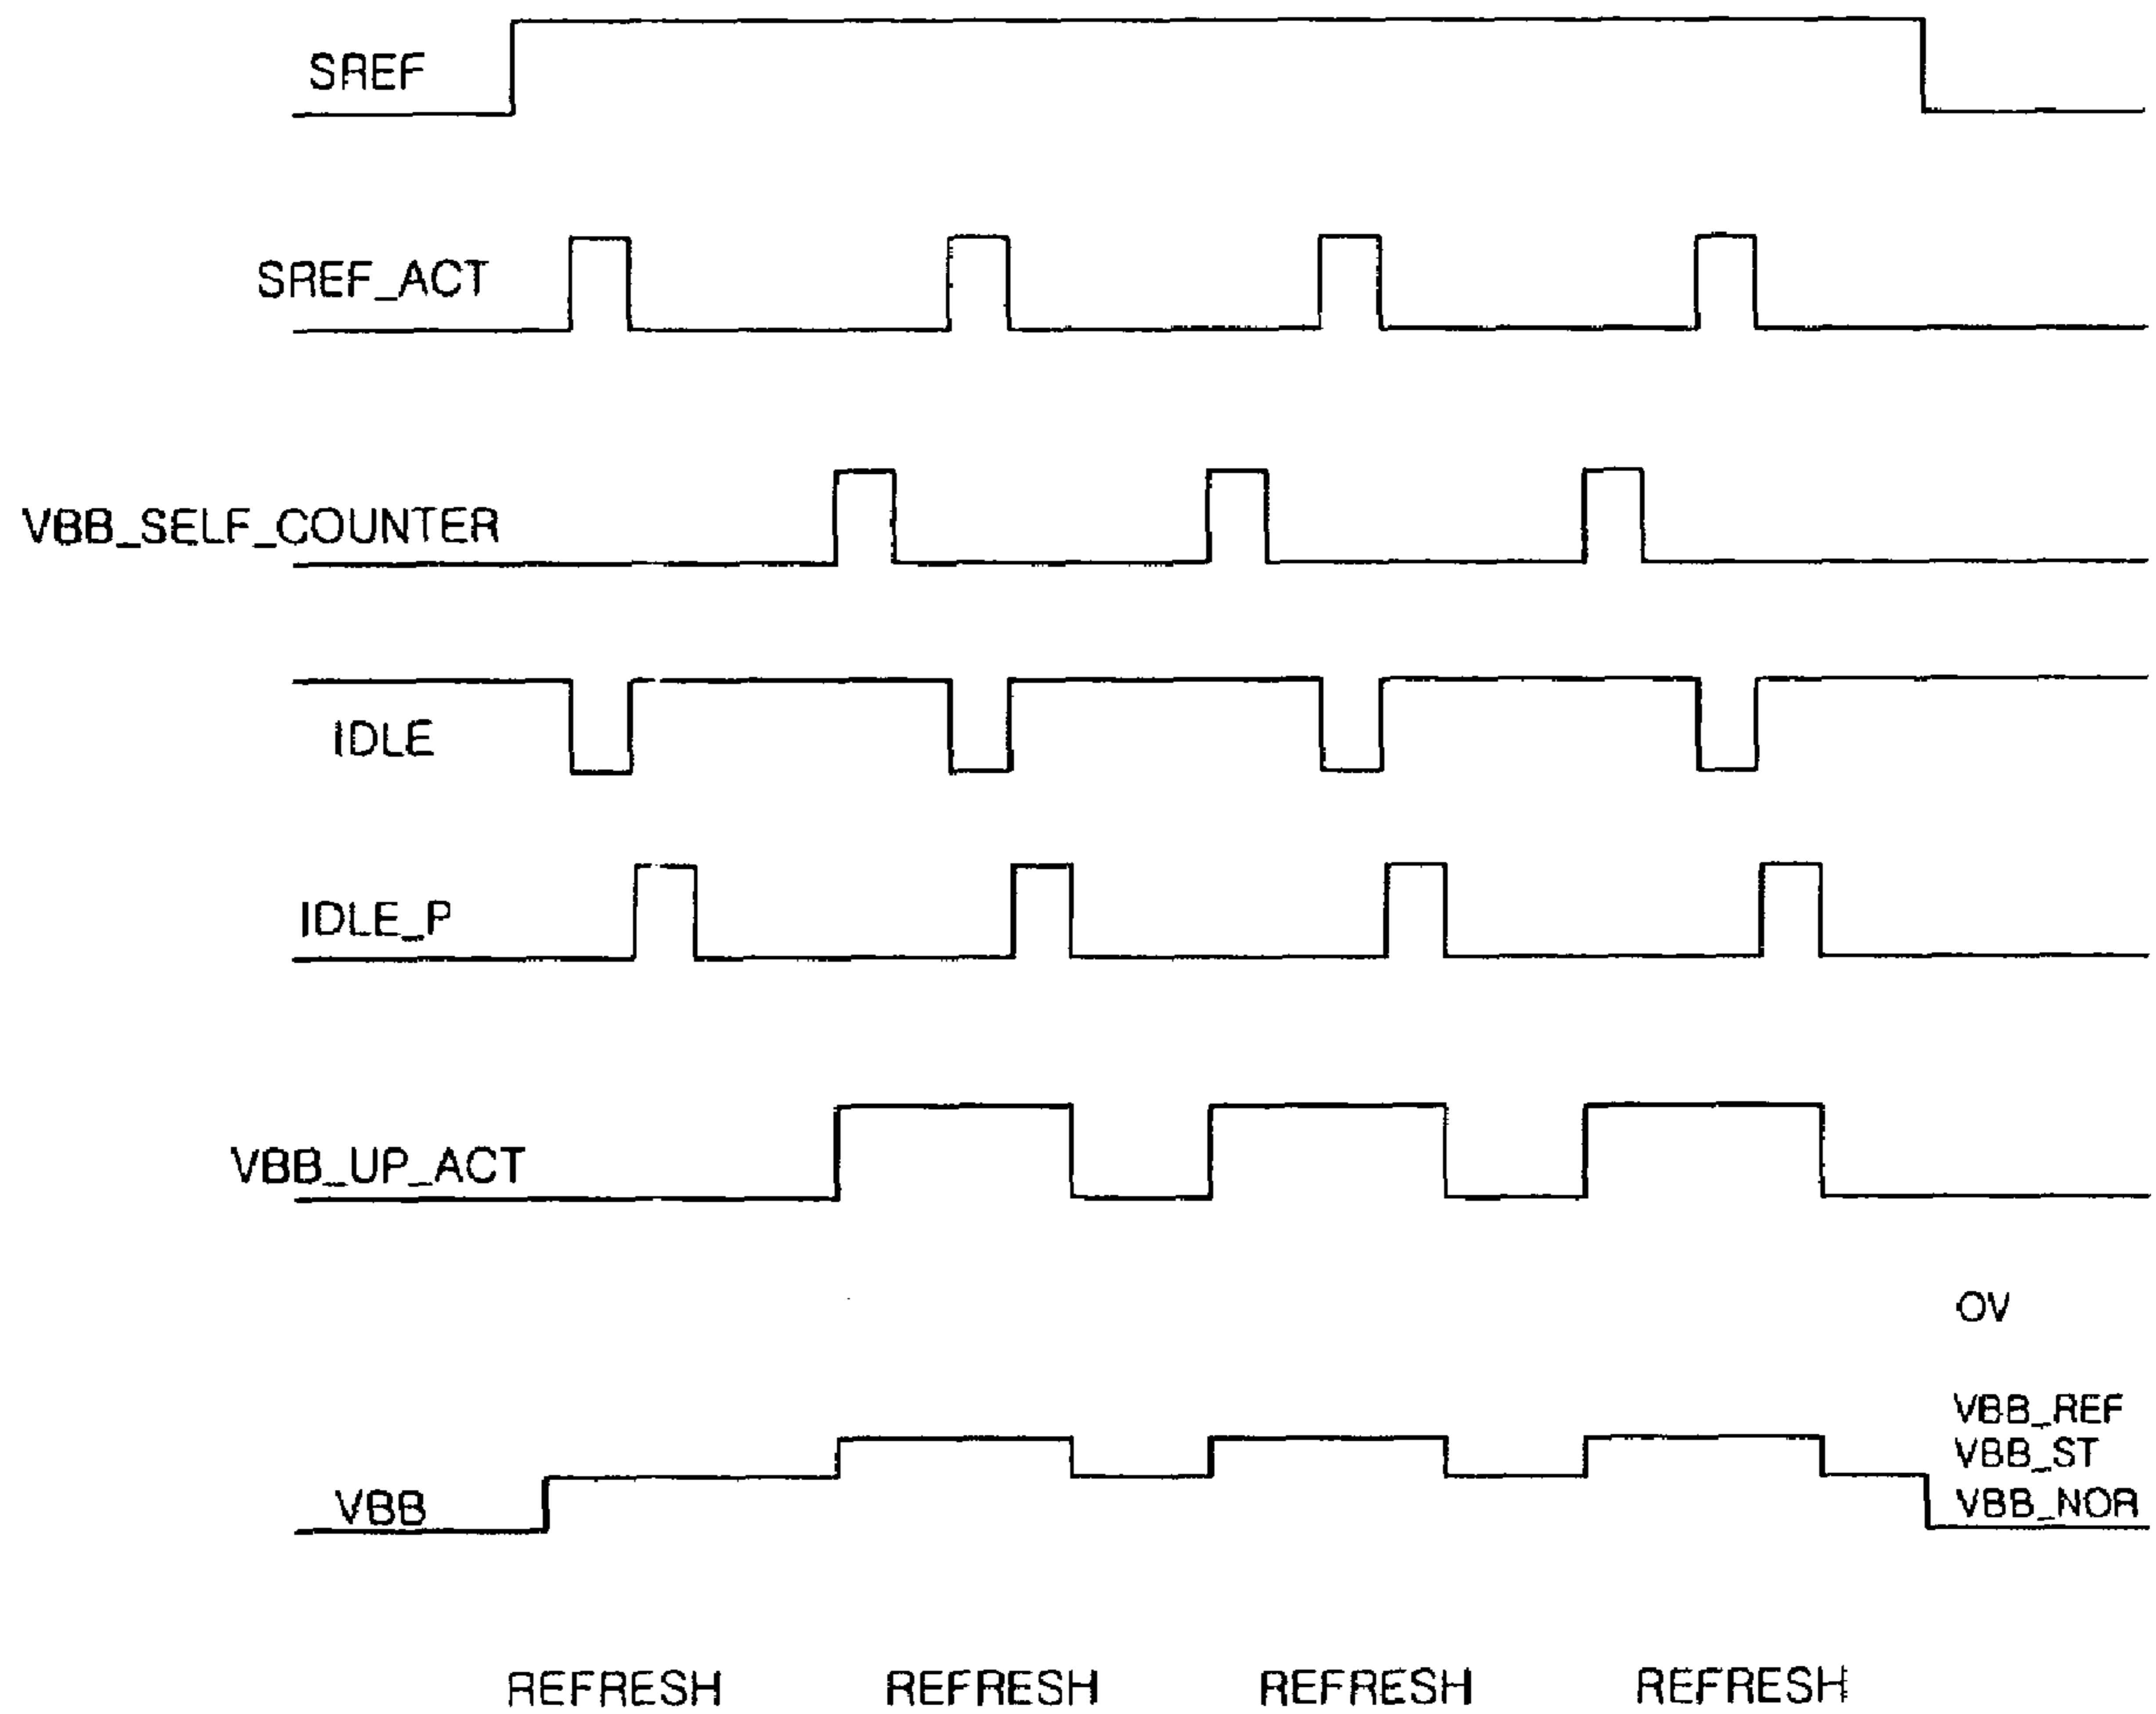 SREF
SREF_ACT
VBB_SELF_COUNTER
IDLE
IDLE_P
VBB_UP_ACT
OV
VBB_REF
VBB_ST
VBB_NOR
VBB
REFRESH REFRESH REFRESH REFRESH